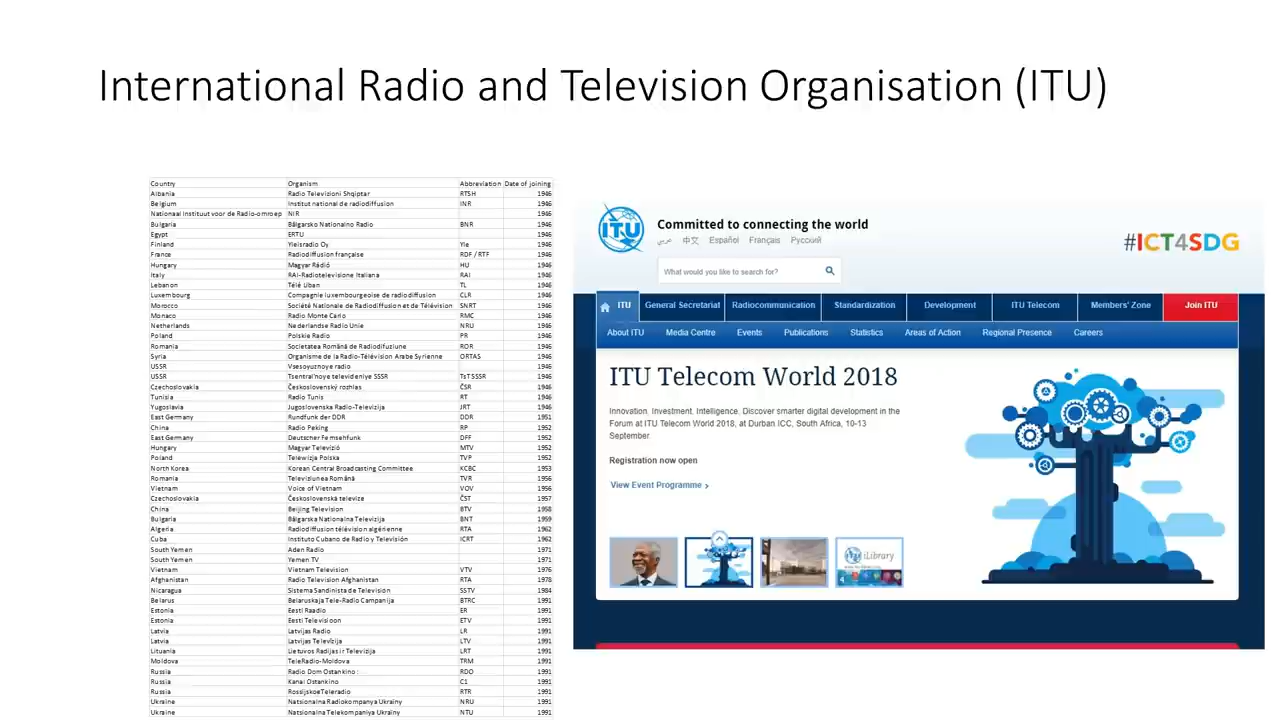 International Radio and Television Organisation (ITU)
Country Organism Abbreviation Date of joining
Albania Radio Televizioni Shqiptar RTSH 1946
Belgium Institut national de radiodiffusion INR 1946
Nationaal Instituut voor de Radio-omroep NIR 1946
Bulgaria Bălgarsko Nationalno Radio BNR 1946
Egypt ERTU 1946
Finland Yleisradio Oy Yle 1946
France Radiodiffusion française RDF / RTF 1946
Hungary Magyar Rádió HU 1946
Italy RAI-Radiotelevisione Italiana RAI 1946
Lebanon Télé Liban TL 1946
Luxembourg Compagnie luxembourgeoise de radiodiffusion CLR 1946
Morocco Société Nationale de Radiodiffusion et de Télévision SNRT 1946
Monaco Radio Monte Carlo RMC 1946
Netherlands Nederlandse Radio Unie NRU 1946
Poland Polskie Radio PR 1946
Romania Societatea Română de Radiodifuziune ROR 1946
Syria Organisme de la Radio-Télévision Arabe Syrienne ORTAS 1946
USSR Vsesoyuznoye radio 1946
USSR Tsentral'noye televideniye SSSR TsT SSSR 1946
Czechoslovakia Československý rozhlas ČSR 1946
Tunisia Radio Tunis RT 1946
Yugoslavia Jugoslovenska Radio-Televizija JRT 1946
East Germany Rundfunk der DDR DDR 1951
China Radio Peking RP 1952
East Germany Deutscher Fernsehfunk DFF 1952
Hungary Magyar Televízió MTV 1952
Poland Telewizja Polska TVP 1952
North Korea Korean Central Broadcasting Committee KCBC 1953
Romania Televiziunea Română TVR 1956
Vietnam Voice of Vietnam VOV 1956
Czechoslovakia Československá televize ČST 1957
China Beijing Television BTV 1958
Bulgaria Bălgarska Nationalna Televizija BNT 1959
Algeria Radiodiffusion télévision algérienne RTA 1962
Cuba Instituto Cubano de Radio y Televisión ICRT 1962
South Yemen Aden Radio 1971
South Yemen Yemen TV 1971
Vietnam Vietnam Television VTV 1976
Afghanistan Radio Television Afghanistan RTA 1978
Nicaragua Sistema Sandinista de Television SSTV 1984
Belarus Belaruskaja Tele-Radio Campanija BTRC 1991
Estonia Eesti Raadio ER 1991
Estonia Eesti Televisioon ETV 1991
Latvia Latvijas Radio LR 1991
Latvia Latvijas Televīzija LTV 1991
Lituania Lietuvos Radijas ir Televizija LRT 1991
Moldova TeleRadio-Moldova TRM 1991
Russia Radio Dom Ostankino : RDO 1991
Russia Kanal Ostankino C1 1991
Russia RossijskoeTeleradio RTR 1991
Ukraine Natsionalna Radiokompanya Ukrainy NRU 1991
Ukraine Natsionalna Telekompaniya Ukrainy NTU 1991
ITU
Committed to connecting the world
عربي 中文 Español Français Русский
#ICT4SDG
What would you like to search for?
ITU General Secretariat Radiocommunication Standardization Development ITU Telecom Members' Zone Join ITU
About ITU Media Centre Events Publications Statistics Areas of Action Regional Presence Careers
ITU Telecom World 2018
Innovation, Investment, Intelligence. Discover smarter digital development in the
Forum at ITU Telecom World 2018, at Durban ICC, South Africa, 10-13
September.
Registration now open
View Event Programme ›
iLibrary